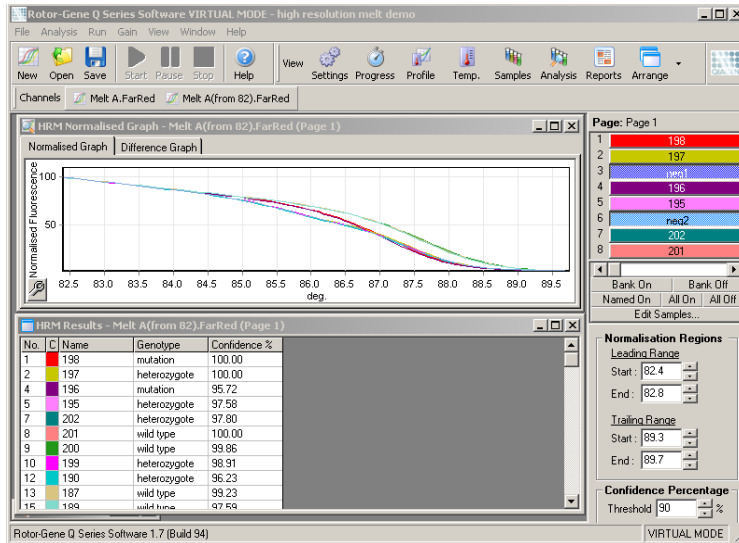 Rotor-Gene Q Series Software VIRTUAL MODE - high resolution melt demo
File Analysis Run Gain View Window Help
New Open Save Start Pause Stop Help View Settings Progress Profile Temp. Samples Analysis Reports Arrange
Channels Melt A.FarRed Melt A(from 82).FarRed
HRM Normalised Graph - Melt A(from 82).FarRed (Page 1)
Normalised Graph Difference Graph
Normalised Fluorescence
100
50
82.5 83.0 83.5 84.0 84.5 85.0 85.5 86.0 86.5 87.0 87.5 88.0 88.5 89.0 89.5
deg.
HRM Results - Melt A(from 82).FarRed (Page 1)
No. C Name Genotype Confidence %
1 198 mutation 100.00
2 197 heterozygote 100.00
4 196 mutation 95.72
5 195 heterozygote 97.58
7 202 heterozygote 97.80
8 201 wild type 100.00
9 200 wild type 99.86
10 199 heterozygote 98.91
12 190 heterozygote 96.23
13 187 wild type 99.23
15 189 wild type 97.59
Page: Page 1
1 198
2 197
3 neg1
4 196
5 195
6 neg2
7 202
8 201
Bank On Bank Off
Named On All On All Off
Edit Samples...
Normalisation Regions
Leading Range
Start : 82.4
End : 82.8
Trailing Range
Start : 89.3
End : 89.7
Confidence Percentage
Threshold 90 %
Rotor-Gene Q Series Software 1.7 (Build 94)
VIRTUAL MODE